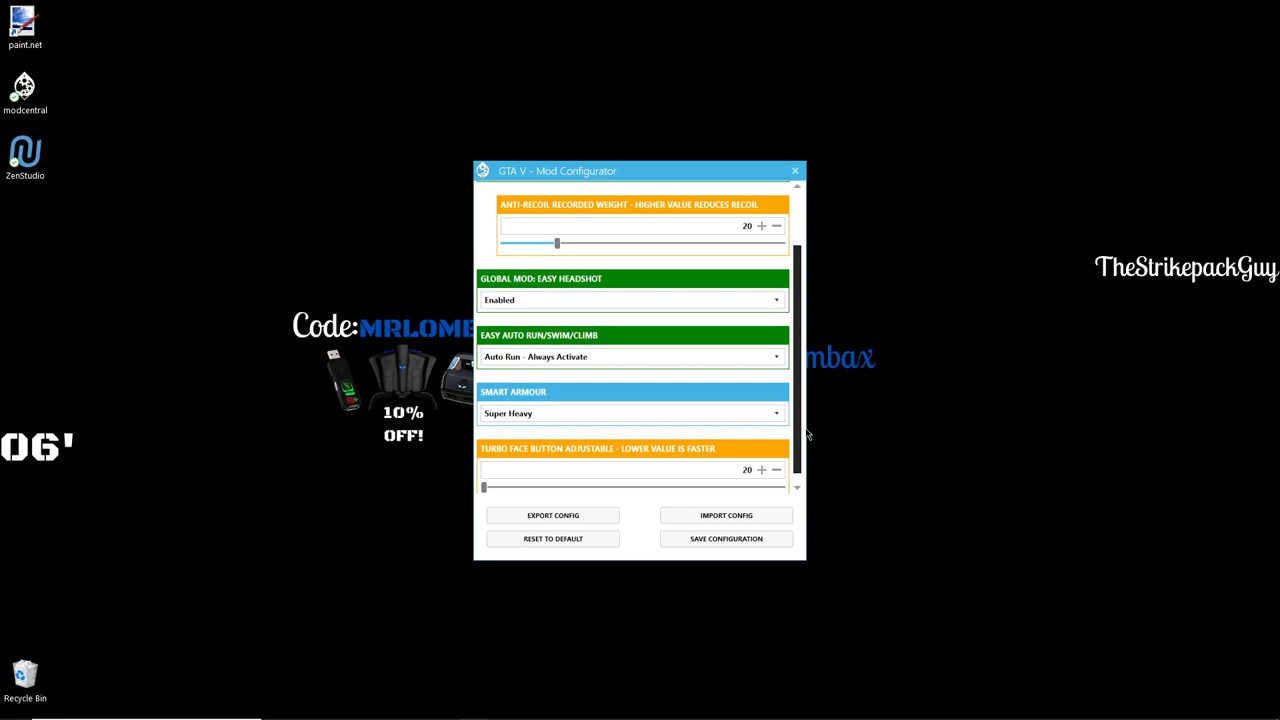 paint.net
modcentral
ZenStudio
GTA V - Mod Configurator
ANTI-RECOIL RECORDED WEIGHT - HIGHER VALUE REDUCES RECOIL
20
GLOBAL MOD: EASY HEADSHOT
Enabled
EASY AUTO RUN/SWIM/CLIMB
Auto Run - Always Activate
SMART ARMOUR
Super Heavy
TURBO FACE BUTTON ADJUSTABLE - LOWER VALUE IS FASTER
20
EXPORT CONFIG
IMPORT CONFIG
RESET TO DEFAULT
SAVE CONFIGURATION
TheStrikepackGuy
Code:MRLOMB
mbax
10%
OFF!
06'
Recycle Bin